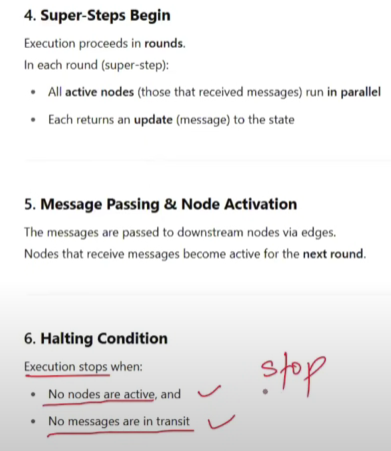 4. Super-Steps Begin
Execution proceeds in rounds.
In each round (super-step):
• All active nodes (those that received messages) run in parallel
• Each returns an update (message) to the state
5. Message Passing & Node Activation
The messages are passed to downstream nodes via edges.
Nodes that receive messages become active for the next round.
6. Halting Condition
Execution stops when:
stop
• No nodes are active, and
• No messages are in transit